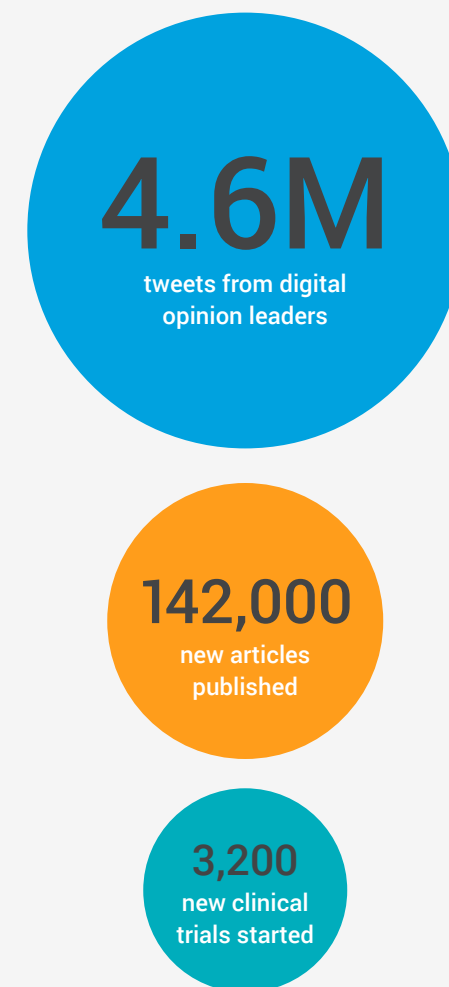 4.6M
tweets from digital
opinion leaders
142,000
new articles
published
3,200
new clinical
trials started